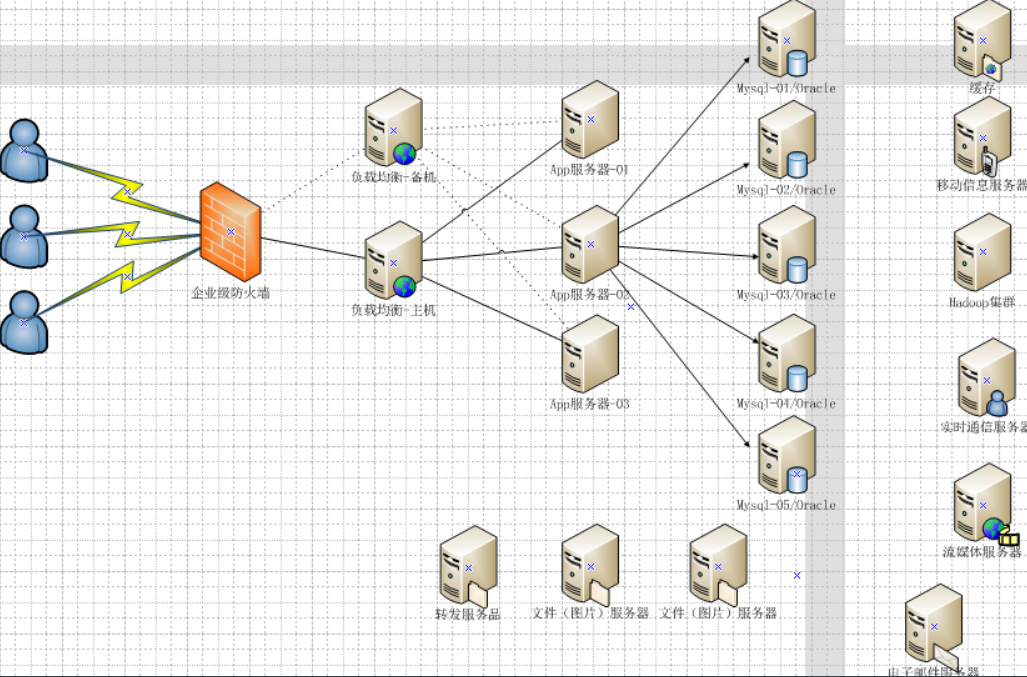 Mysql-01/Oracle
缓存
负载均衡-备机
App服务器-01
Mysql-02/Oracle
移动信息服务器
企业级防火墙
负载均衡-主机
App服务器-02
Mysql-03/Oracle
Hadoop集群
App服务器-03
Mysql-04/Oracle
实时通信服务器
Mysql-05/Oracle
流媒体服务器
转发服务品
文件（图片）服务器
文件（图片）服务器
电子邮件服务器